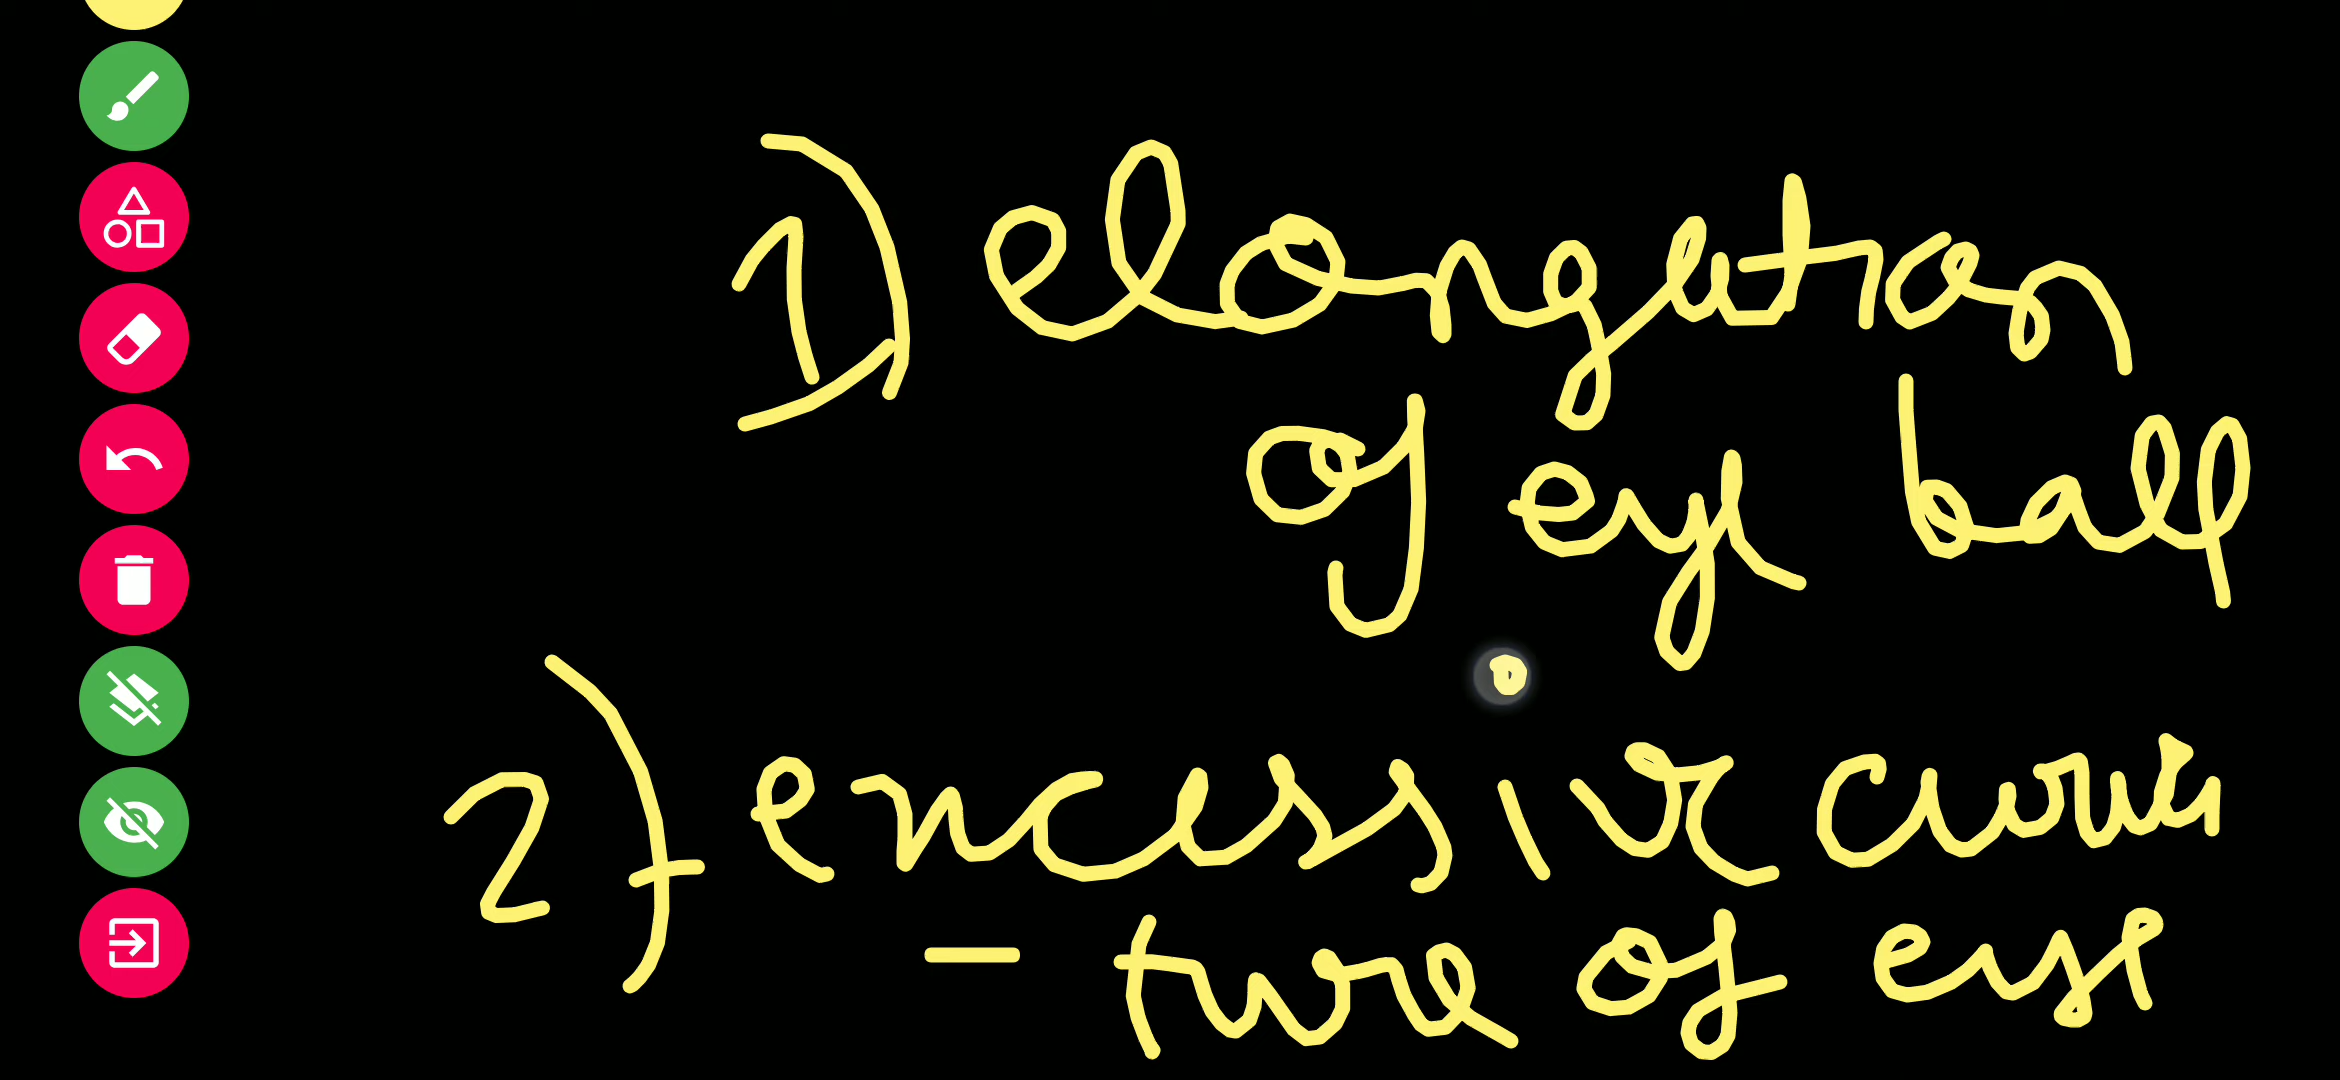 1) elongation
of eye ball
2) excessive curva
- ture of eye